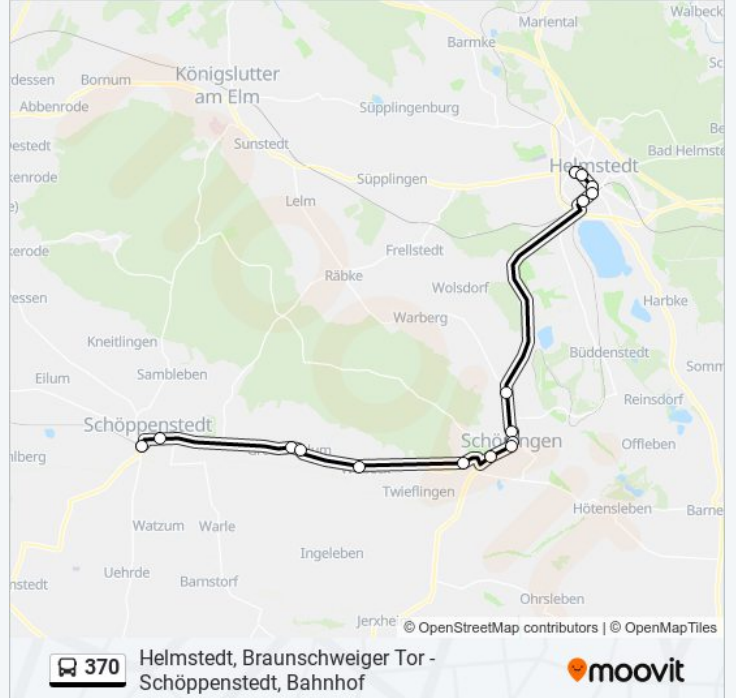 Walbeck
Mariental
Barmke
Königslutter
am Elm
Bornum
dessen
Abbenrode
Süpplingenburg
Sunstedt
Bad Helmste
Helmstedt
Süpplingen
Lelm
Frellstedt
Räbke
Wolsdorf
Harbke
Warberg
Kneitlingen
Büddenstedt
Sambleben
Eilum
Reinsdorf
Schöppenstedt
Offleben
Twieflingen
Hötensleben
Watzum
Warle
Ingeleben
Uehrde
Barnstorf
Ohrsleben
Jerxhe
© OpenStreetMap contributors | © OpenMapTiles
370
Helmstedt, Braunschweiger Tor -
Schöppenstedt, Bahnhof
moovit